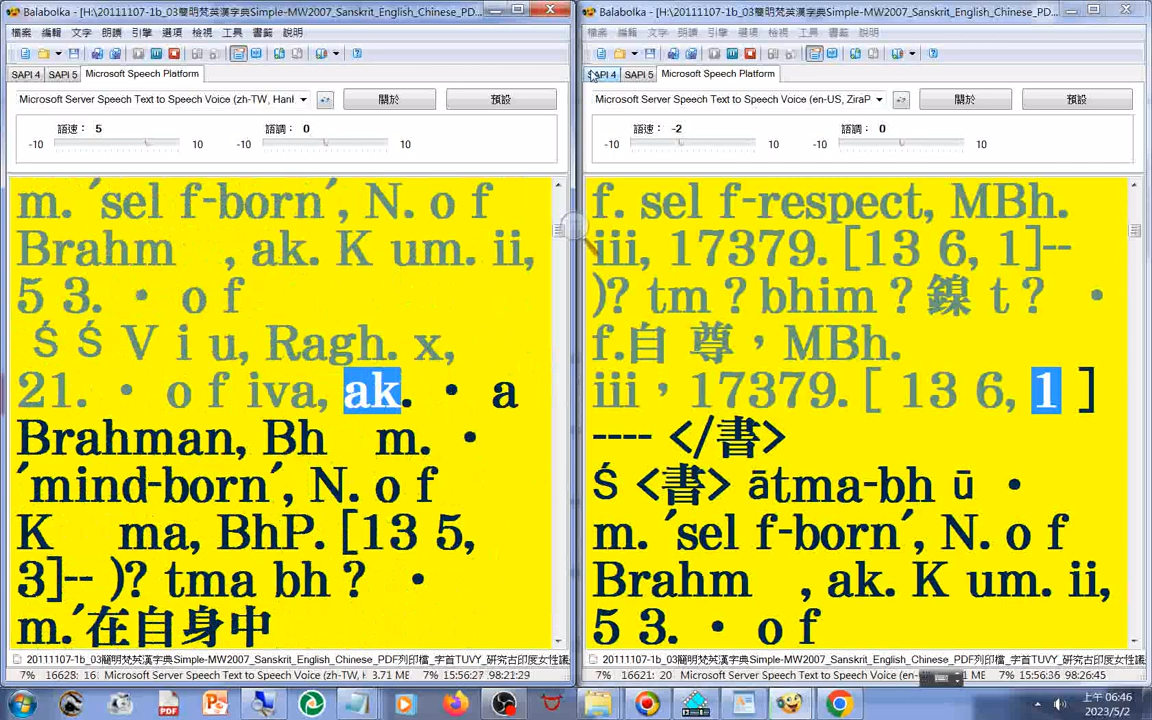 Balabolka - [H:\20111107-1b_03簡明梵英漢字典Simple-MW2007_Sanskrit_English_Chinese_PD...
檔案 編輯 文字 朗讀 引擎 選項 檢視 工具 書籤 說明
SAPI 4 SAPI 5 Microsoft Speech Platform
Microsoft Server Speech Text to Speech Voice (zh-TW, Hanl
關於 預設
語速： 5 語調： 0
-10 10 -10 10
m. ´sel f-born´, N. o f
Brahm , ak. K um. ii,
5 3. • o f
Ś Ś V i u, Ragh. x,
21. • o f iva, ak. • a
Brahman, Bh m. •
´mind-born´, N. o f
K ma, BhP. [13 5,
3]-- )? tma bh ? •
m.´在自身中
20111107-1b_03簡明梵英漢字典Simple-MW2007_Sanskrit_English_Chinese_PDF列印檔_字首TUVY_研究古印度女性議
7% 16628: 16 Microsoft Server Speech Text to Speech Voice (zh-TW, H 3.71 ME 7% 15:56:27 98:21:29
Balabolka - [H:\20111107-1b_03簡明梵英漢字典Simple-MW2007_Sanskrit_English_Chinese_PD...
檔案 編輯 文字 朗讀 引擎 選項 檢視 工具 書籤 說明
SAPI 4 SAPI 5 Microsoft Speech Platform
Microsoft Server Speech Text to Speech Voice (en-US, ZiraP
關於 預設
語速： -2 語調： 0
-10 10 -10 10
f. sel f-respect, MBh.
iii, 17379. [13 6, 1]--
)? tm ? bhim ? 鎳 t ? •
f.自 尊，MBh.
iii，17379. [ 13 6, 1 ]
---- </書>
Ś <書> ātma-bh ū •
m. ´sel f-born´, N. o f
Brahm , ak. K um. ii,
5 3. • o f
20111107-1b_03簡明梵英漢字典Simple-MW2007_Sanskrit_English_Chinese_PDF列印檔_字首TUVY_研究古印度女性議
7% 16621: 20 Microsoft Server Speech Text to Speech Voice (en-U ME 7% 15:56:36 98:26:45
上午 06:46
2023/5/2